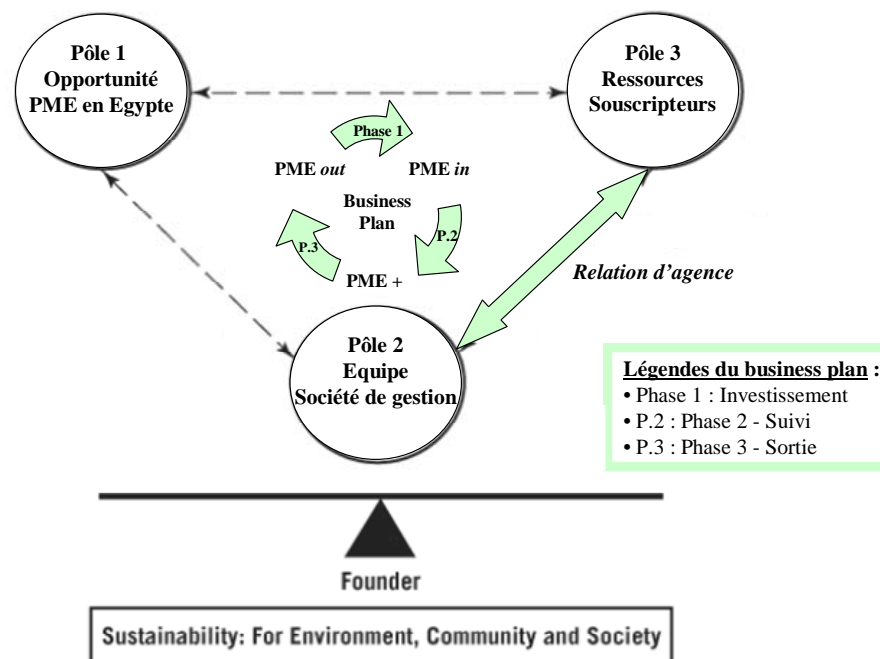 Pôle 1
Opportunité
PME en Egypte
Pôle 3
Ressources
Souscripteurs
Phase 1
PME out
PME in
Business
Plan
P.2
P.3
PME +
Relation d’agence
Pôle 2
Equipe
Société de gestion
Légendes du business plan :
• Phase 1 : Investissement
• P.2 : Phase 2 - Suivi
• P.3 : Phase 3 - Sortie
Founder
Sustainability: For Environment, Community and Society